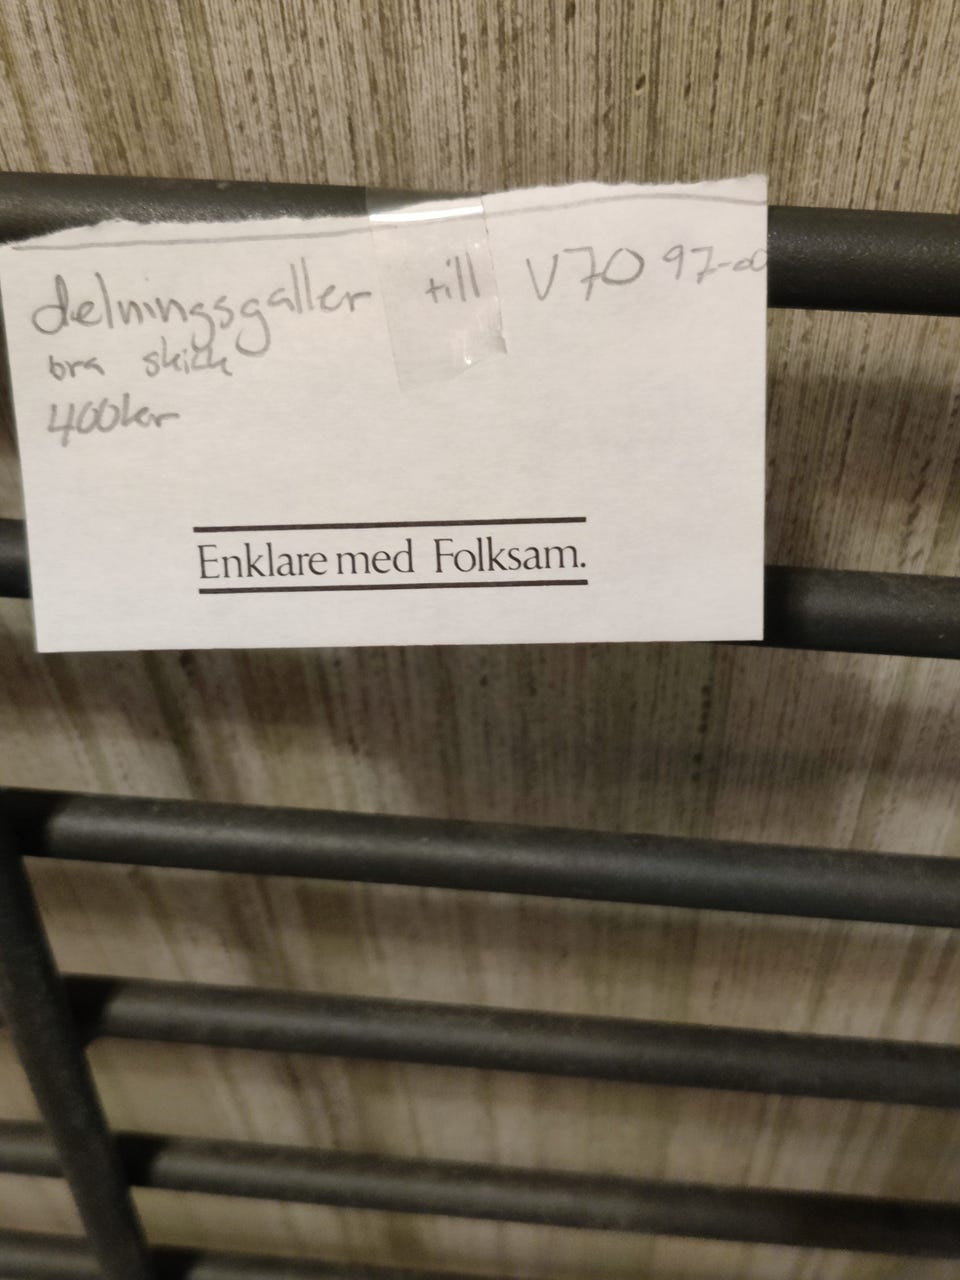 delningsgaller till V70 97-00
bra skick
400kr
Enklare med Folksam.